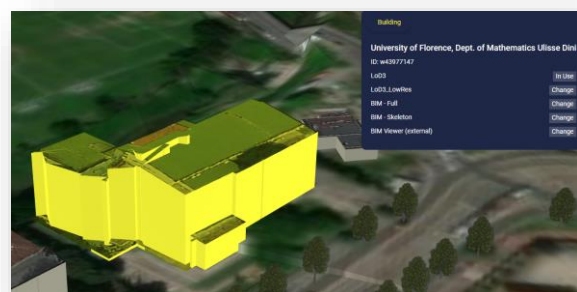 Building
University of Florence, Dept. of Mathematics Ulisse Dini
ID: w43977147
LoD3 In Use
LoD3_LowRes Change
BIM - Full Change
BIM - Skeleton Change
BIM Viewer (external) Change